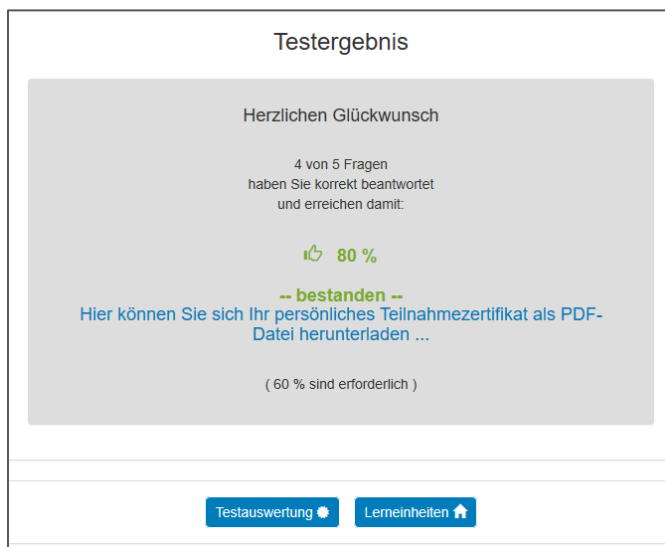 Testergebnis
Herzlichen Glückwunsch
4 von 5 Fragen
haben Sie korrekt beantwortet
und erreichen damit:
80 %
-- bestanden --
Hier können Sie sich Ihr persönliches Teilnahmezertifikat als PDF-
Datei herunterladen ...
( 60 % sind erforderlich )
Testauswertung
Lerneinheiten